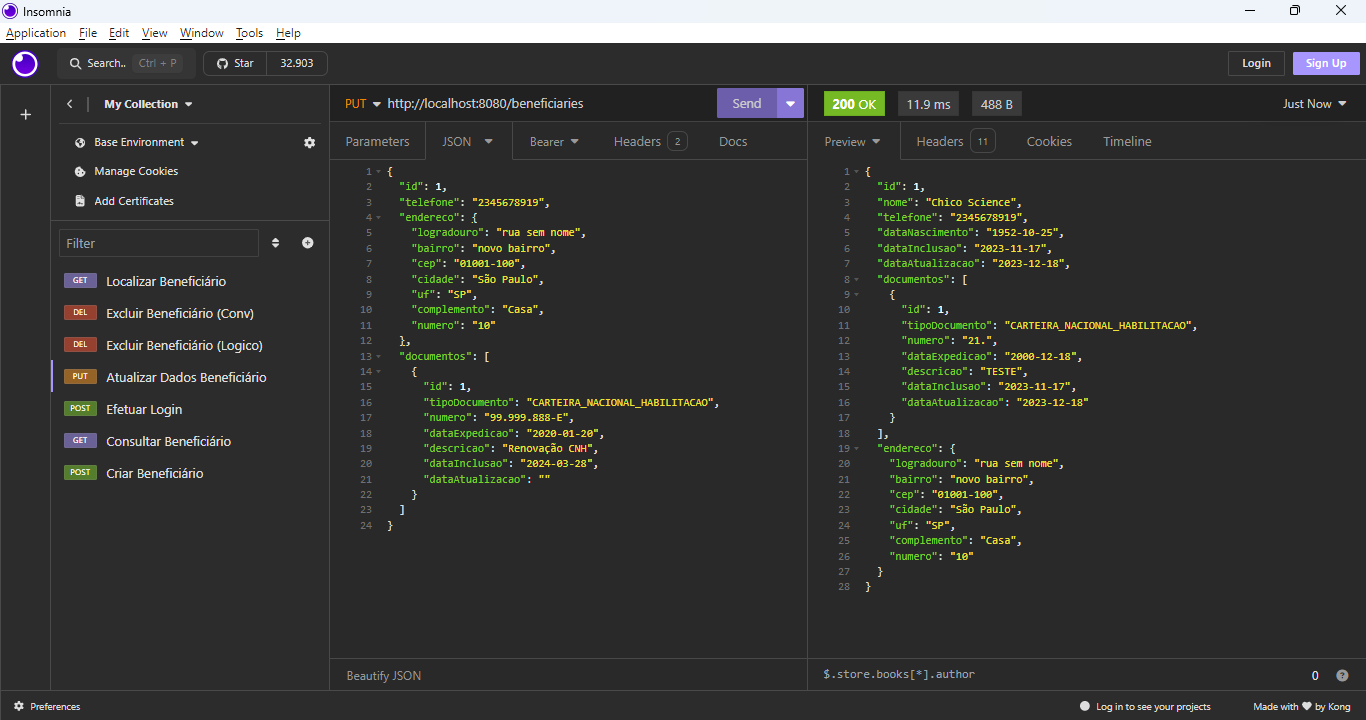 Insomnia
Application File Edit View Window Tools Help
Search.. Ctrl + P Star 32.903 Login Sign Up
My Collection
Base Environment
Manage Cookies
Add Certificates
Filter
GET Localizar Beneficiário
DEL Excluir Beneficiário (Conv)
DEL Excluir Beneficiário (Logico)
PUT Atualizar Dados Beneficiário
POST Efetuar Login
GET Consultar Beneficiário
POST Criar Beneficiário
PUT http://localhost:8080/beneficiaries Send
Parameters JSON Bearer Headers 2 Docs
1 {
2 "id": 1,
3 "telefone": "2345678919",
4 "endereco": {
5 "logradouro": "rua sem nome",
6 "bairro": "novo bairro",
7 "cep": "01001-100",
8 "cidade": "São Paulo",
9 "uf": "SP",
10 "complemento": "Casa",
11 "numero": "10"
12 },
13 "documentos": [
14 {
15 "id": 1,
16 "tipoDocumento": "CARTEIRA_NACIONAL_HABILITACAO",
17 "numero": "99.999.888-E",
18 "dataExpedicao": "2020-01-20",
19 "descricao": "Renovação CNH",
20 "dataInclusao": "2024-03-28",
21 "dataAtualizacao": ""
22 }
23 ]
24 }
Beautify JSON
200 OK 11.9 ms 488 B Just Now
Preview Headers 11 Cookies Timeline
1 {
2 "id": 1,
3 "nome": "Chico Science",
4 "telefone": "2345678919",
5 "dataNascimento": "1952-10-25",
6 "dataInclusao": "2023-11-17",
7 "dataAtualizacao": "2023-12-18",
8 "documentos": [
9 {
10 "id": 1,
11 "tipoDocumento": "CARTEIRA_NACIONAL_HABILITACAO",
12 "numero": "21.",
13 "dataExpedicao": "2000-12-18",
14 "descricao": "TESTE",
15 "dataInclusao": "2023-11-17",
16 "dataAtualizacao": "2023-12-18"
17 }
18 ],
19 "endereco": {
20 "logradouro": "rua sem nome",
21 "bairro": "novo bairro",
22 "cep": "01001-100",
23 "cidade": "São Paulo",
24 "uf": "SP",
25 "complemento": "Casa",
26 "numero": "10"
27 }
28 }
$.store.books[*].author 0 ?
Preferences
Log in to see your projects
Made with ♥ by Kong